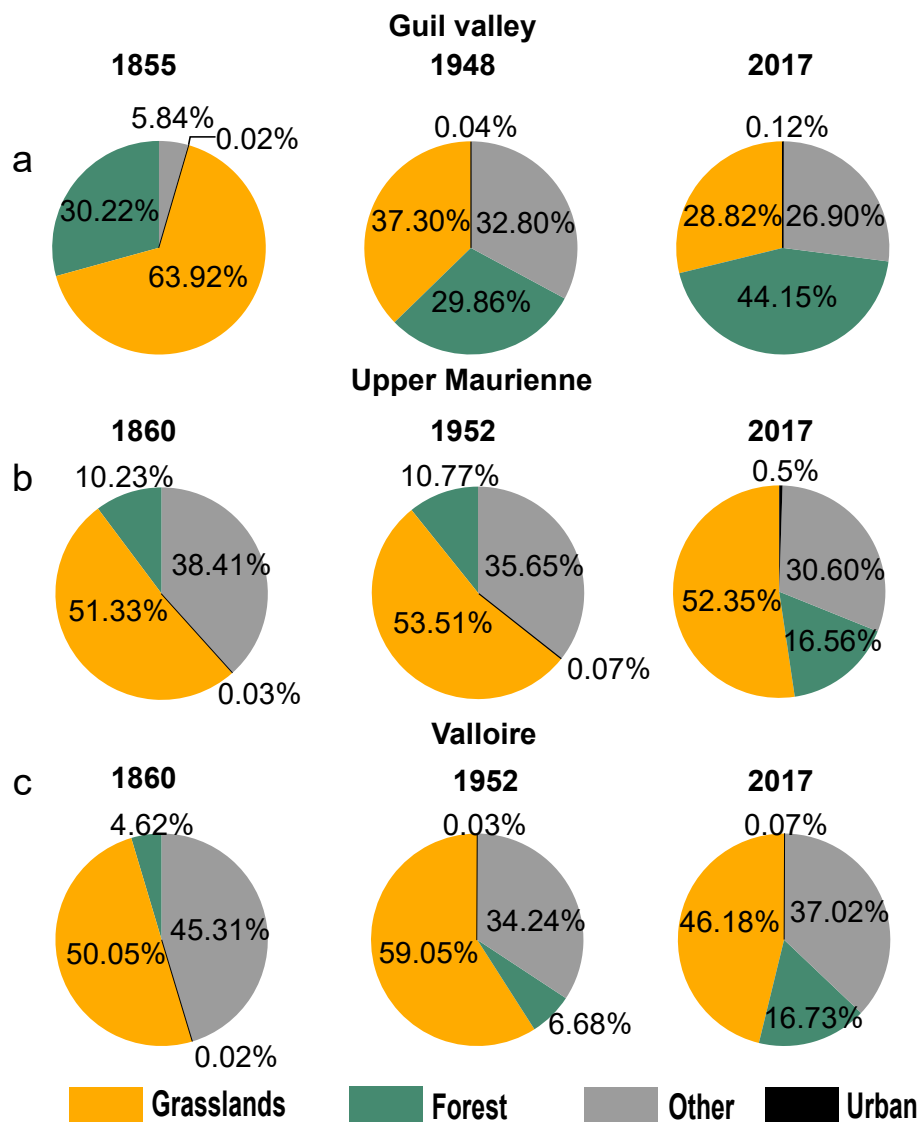 Guil valley
1855 1948 2017
a
5.84% 0.02% 0.04% 0.12%
30.22% 63.92% 37.30% 32.80% 29.86% 28.82% 26.90% 44.15%
Upper Maurienne
1860 1952 2017
b
10.23% 10.77% 0.5%
38.41% 51.33% 0.03% 35.65% 53.51% 0.07% 30.60% 52.35% 16.56%
Valloire
1860 1952 2017
c
4.62% 0.03% 0.07%
45.31% 50.05% 0.02% 34.24% 59.05% 6.68% 46.18% 37.02% 16.73%
Grasslands Forest Other Urban